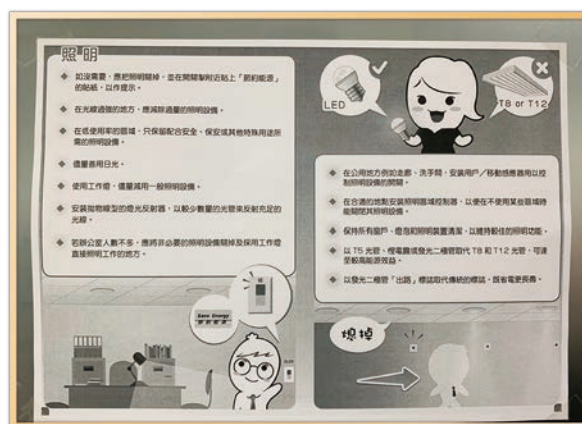 照明
如沒需要，應把照明關掉，並在開關掣附近貼上「節約能源」
的帖紙，以作提示。
在光線過強的地方，應減除過量的照明設備。
在低使用率的區域，只保留配合安全、保安或其他特殊用途所
需的照明設備。
儘量善用日光。
使用工作燈，儘量減用一般照明設備。
安裝拋物線型的燈光反射器，以較少數量的光管來反射充足的
光線。
若辦公室人數不多，應將非必要的照明設備關掉及採用工作燈
直接照明工作的地方。
Save Energy
節約能源
LED
T8 or T12
在公用地方例如走廊、洗手間，安裝用戶／移動感應器用以控
制照明設備的開關。
在合適的地點安裝照明區域控制器，以便在不使用某些區域時
能關閉其照明設備。
保持所有窗戶、燈泡和照明裝置清潔，以維持較佳的照明功能。
以 T5 光管、慳電膽或發光二極管取代 T8 和 T12 光管，可達
至較高能源效益。
以發光二極管「出路」標誌取代傳統的標誌，既省電更長壽。
熄掉